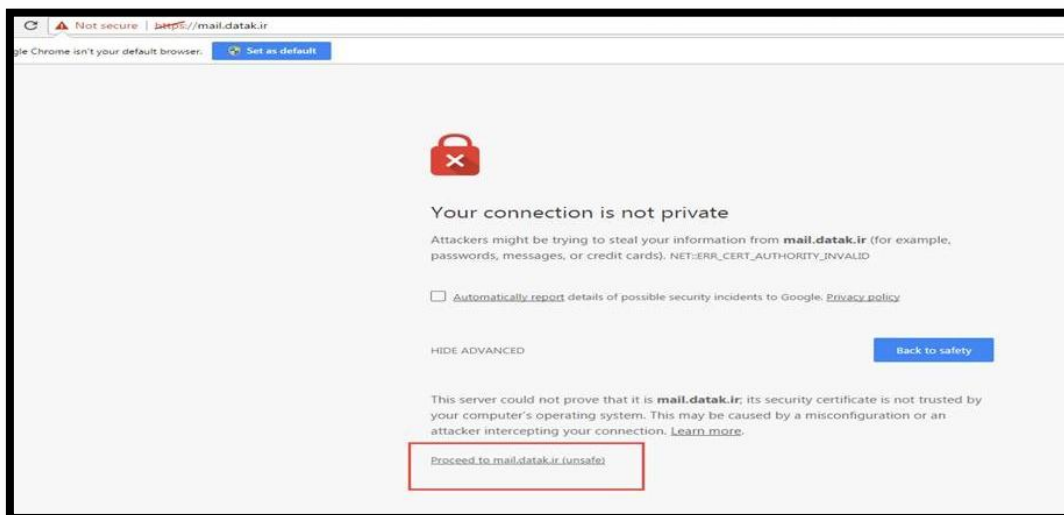 Not secure | https://mail.datak.ir
gle Chrome isn't your default browser. Set as default
Your connection is not private
Attackers might be trying to steal your information from mail.datak.ir (for example,
passwords, messages, or credit cards). NET::ERR_CERT_AUTHORITY_INVALID
Automatically report details of possible security incidents to Google. Privacy policy
HIDE ADVANCED Back to safety
This server could not prove that it is mail.datak.ir; its security certificate is not trusted by
your computer's operating system. This may be caused by a misconfiguration or an
attacker intercepting your connection. Learn more.
Proceed to mail.datak.ir (unsafe)